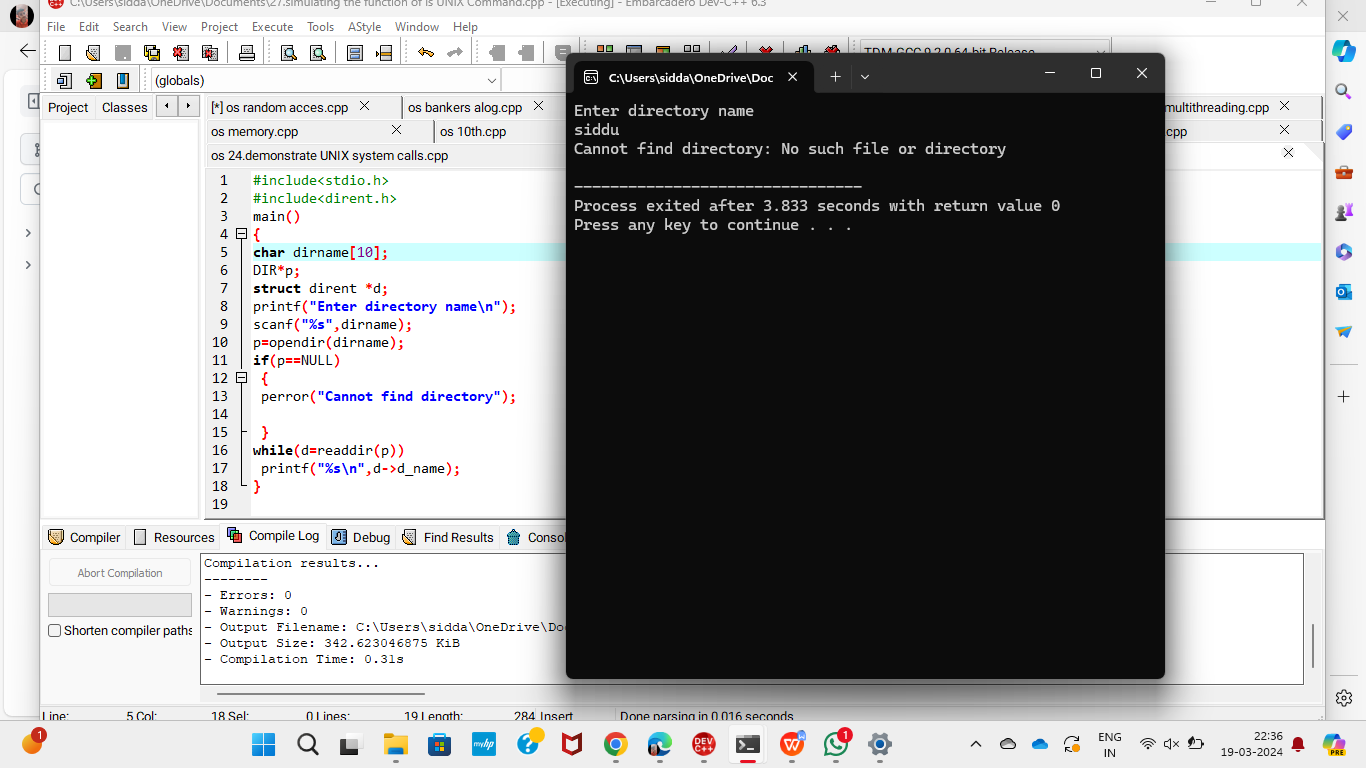 C:\Users\sidda\OneDrive\Documents\27.simulating the function of ls UNIX Command.cpp - [Executing] - Embarcadero Dev-C++ 6.3
File Edit Search View Project Execute Tools AStyle Window Help
TDM-GCC 9.2.0 64-bit Release
(globals)
Project Classes
[*] os random acces.cpp os bankers alog.cpp multithreading.cpp
os memory.cpp os 10th.cpp .cpp
os 24.demonstrate UNIX system calls.cpp
1 #include<stdio.h>
2 #include<dirent.h>
3 main()
4 {
5 char dirname[10];
6 DIR*p;
7 struct dirent *d;
8 printf("Enter directory name\n");
9 scanf("%s",dirname);
10 p=opendir(dirname);
11 if(p==NULL)
12 {
13 perror("Cannot find directory");
14
15 }
16 while(d=readdir(p))
17 printf("%s\n",d->d_name);
18 }
19
C:\Users\sidda\OneDrive\Doc
Enter directory name
siddu
Cannot find directory: No such file or directory
--------------------------------
Process exited after 3.833 seconds with return value 0
Press any key to continue . . .
Compiler Resources Compile Log Debug Find Results Consol
Abort Compilation
Shorten compiler paths
Compilation results...
--------
- Errors: 0
- Warnings: 0
- Output Filename: C:\Users\sidda\OneDrive\Do
- Output Size: 342.623046875 KiB
- Compilation Time: 0.31s
Line: 5 Col: 18 Sel: 0 Lines: 19 Length: 284 Insert Done parsing in 0.016 seconds
1
myhp
DEV C++
1
ENG
IN
22:36
19-03-2024
PRE